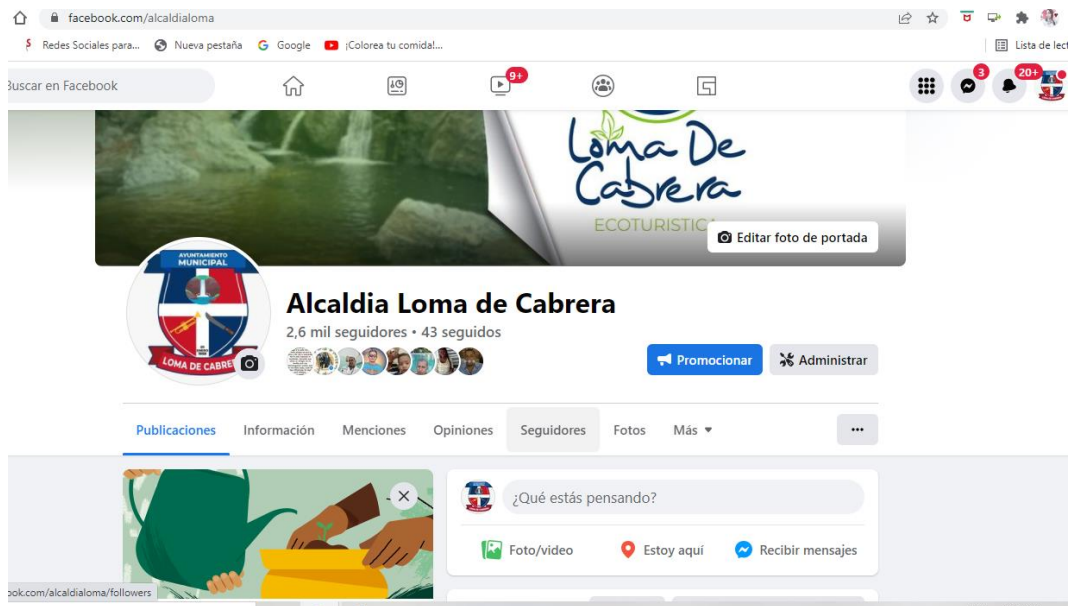 facebook.com/alcaldialoma
Redes Sociales para... Nueva pestaña Google ¡Colorea tu comida!... Lista de lect
Buscar en Facebook 9+ 3 20+
Loma De
Cabrera
ECOTURISTICA
Editar foto de portada
AYUNTAMIENTO
MUNICIPAL
LOMA DE CABRE
Alcaldia Loma de Cabrera
2,6 mil seguidores • 43 seguidos
Promocionar Administrar
Publicaciones Información Menciones Opiniones Seguidores Fotos Más
¿Qué estás pensando?
Foto/video Estoy aquí Recibir mensajes
ook.com/alcaldialoma/followers